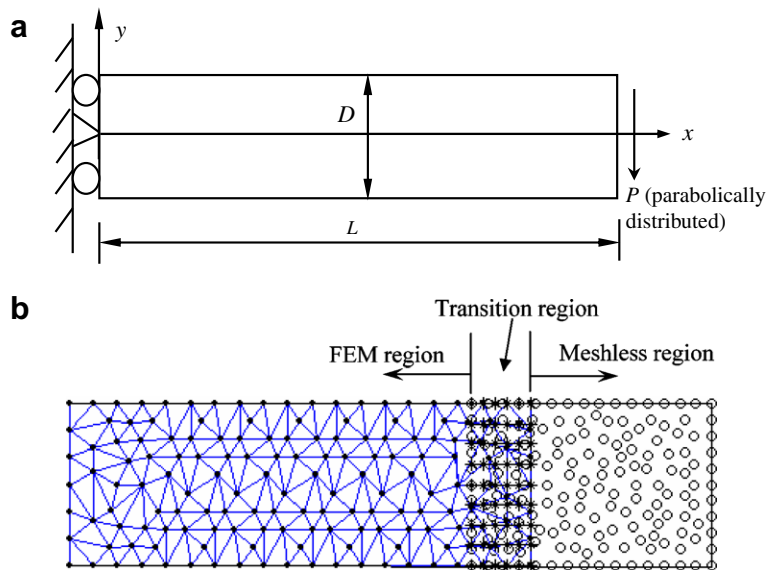 a
y
D
x
P (parabolically
distributed)
L
b
Transition region
FEM region
Meshless region